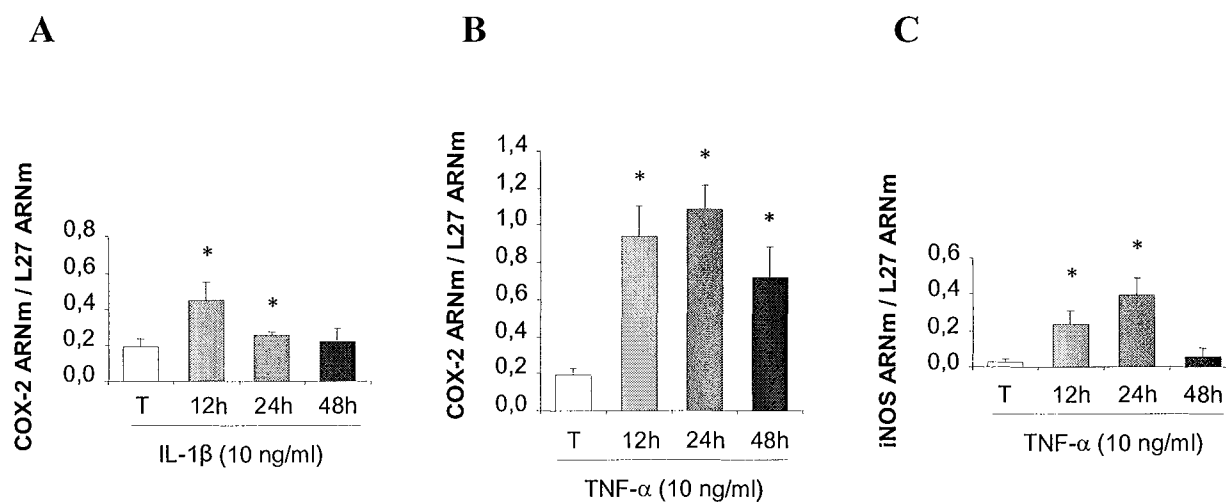 A
COX-2 ARNm / L27 ARNm
0,8
0,6
0,4
0,2
0,0
*
*
T 12h 24h 48h
IL-1β (10 ng/ml)
B
COX-2 ARNm / L27 ARNm
1,4
1,2
1,0
0,8
0,6
0,4
0,2
0,0
*
*
*
T 12h 24h 48h
TNF-α (10 ng/ml)
C
iNOS ARNm / L27 ARNm
0,6
0,4
0,2
0,0
*
*
T 12h 24h 48h
TNF-α (10 ng/ml)